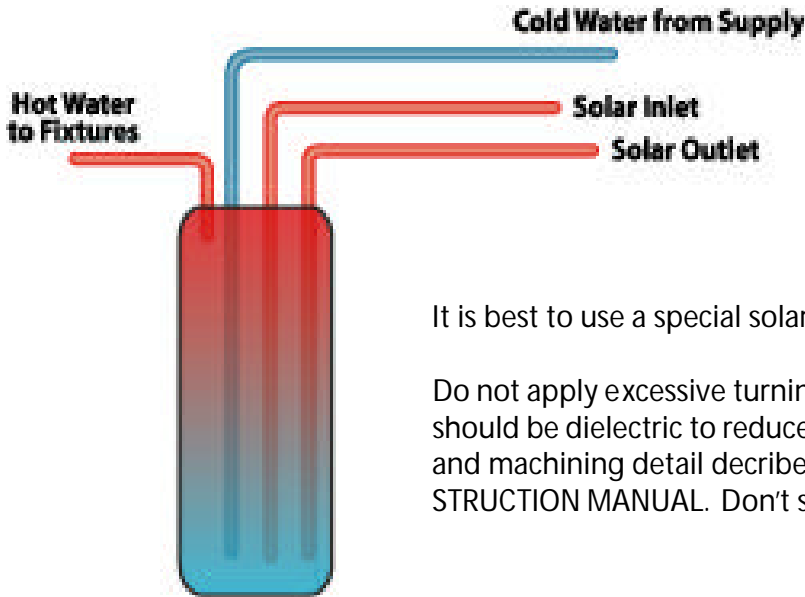 Cold Water from Supply
Hot Water
to Fixtures
Solar Inlet
Solar Outlet
It is best to use a special solar
Do not apply excessive turnin
should be dielectric to reduce
and machining detail decribe
STRUCTION MANUAL. Don't s